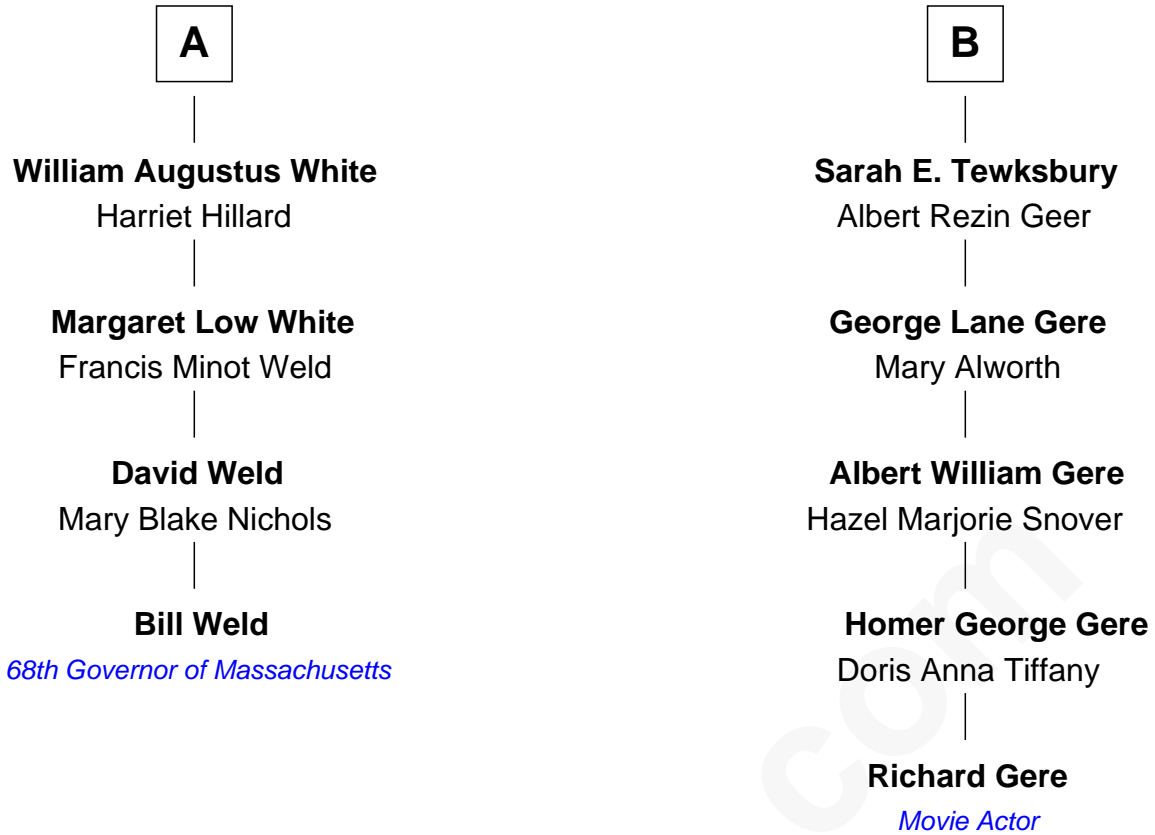 A
William Augustus White
Harriet Hillard
Margaret Low White
Francis Minot Weld
David Weld
Mary Blake Nichols
Bill Weld
68th Governor of Massachusetts
B
Sarah E. Tewksbury
Albert Rezin Geer
George Lane Gere
Mary Alworth
Albert William Gere
Hazel Marjorie Snover
Homer George Gere
Doris Anna Tiffany
Richard Gere
Movie Actor
com